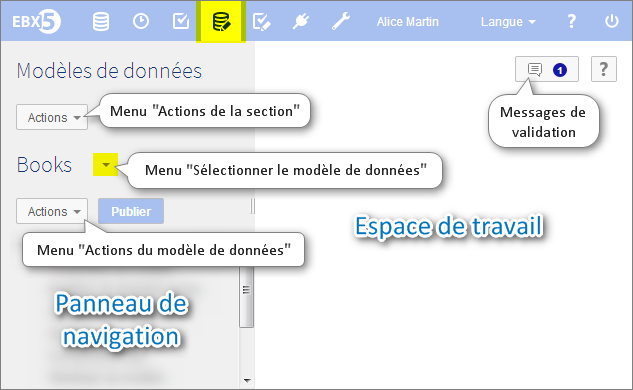 EBX5 Alice Martin Langue ?
Modèles de données
1 ?
Actions
Menu "Actions de la section"
Messages de
validation
Books
Menu "Sélectionner le modèle de données"
Actions
Publier
Espace de travail
Menu "Actions du modèle de données"
Panneau de
navigation